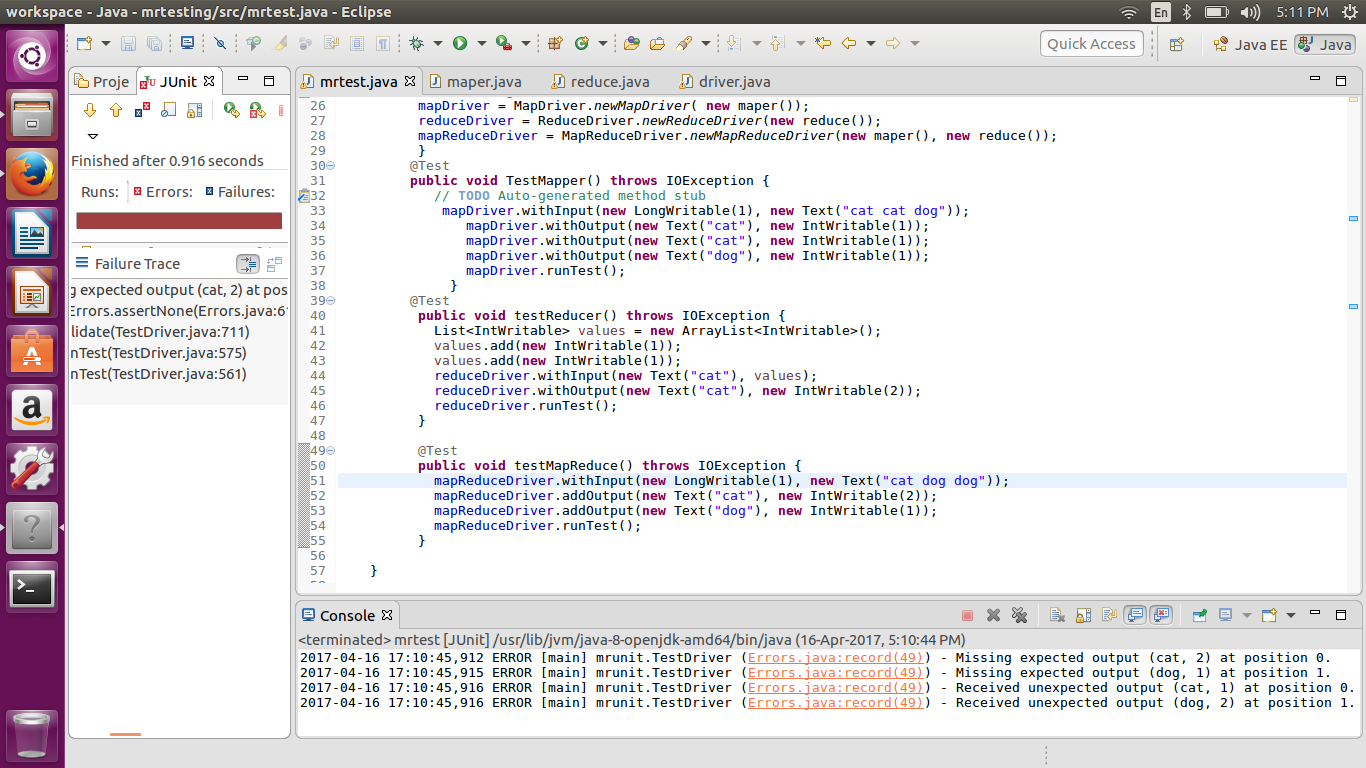 workspace - Java - mrtesting/src/mrtest.java - Eclipse
En
5:11 PM
Quick Access
Java EE
Java
Proje
JUnit
mrtest.java
maper.java
reduce.java
driver.java
Finished after 0.916 seconds
Runs:
Errors:
Failures:
Failure Trace
g expected output (cat, 2) at pos
Errors.assertNone(Errors.java:6
lidate(TestDriver.java:711)
nTest(TestDriver.java:575)
nTest(TestDriver.java:561)
26 mapDriver = MapDriver.newMapDriver( new maper());
27 reduceDriver = ReduceDriver.newReduceDriver(new reduce());
28 mapReduceDriver = MapReduceDriver.newMapReduceDriver(new maper(), new reduce());
29 }
30 @Test
31 public void TestMapper() throws IOException {
32 // TODO Auto-generated method stub
33 mapDriver.withInput(new LongWritable(1), new Text("cat cat dog"));
34 mapDriver.withOutput(new Text("cat"), new IntWritable(1));
35 mapDriver.withOutput(new Text("cat"), new IntWritable(1));
36 mapDriver.withOutput(new Text("dog"), new IntWritable(1));
37 mapDriver.runTest();
38 }
39 @Test
40 public void testReducer() throws IOException {
41 List<IntWritable> values = new ArrayList<IntWritable>();
42 values.add(new IntWritable(1));
43 values.add(new IntWritable(1));
44 reduceDriver.withInput(new Text("cat"), values);
45 reduceDriver.withOutput(new Text("cat"), new IntWritable(2));
46 reduceDriver.runTest();
47 }
48
49 @Test
50 public void testMapReduce() throws IOException {
51 mapReduceDriver.withInput(new LongWritable(1), new Text("cat dog dog"));
52 mapReduceDriver.addOutput(new Text("cat"), new IntWritable(2));
53 mapReduceDriver.addOutput(new Text("dog"), new IntWritable(1));
54 mapReduceDriver.runTest();
55 }
56
57 }
Console
<terminated> mrtest [JUnit] /usr/lib/jvm/java-8-openjdk-amd64/bin/java (16-Apr-2017, 5:10:44 PM)
2017-04-16 17:10:45,912 ERROR [main] mrunit.TestDriver (Errors.java:record(49)) - Missing expected output (cat, 2) at position 0.
2017-04-16 17:10:45,915 ERROR [main] mrunit.TestDriver (Errors.java:record(49)) - Missing expected output (dog, 1) at position 1.
2017-04-16 17:10:45,916 ERROR [main] mrunit.TestDriver (Errors.java:record(49)) - Received unexpected output (cat, 1) at position 0.
2017-04-16 17:10:45,916 ERROR [main] mrunit.TestDriver (Errors.java:record(49)) - Received unexpected output (dog, 2) at position 1.